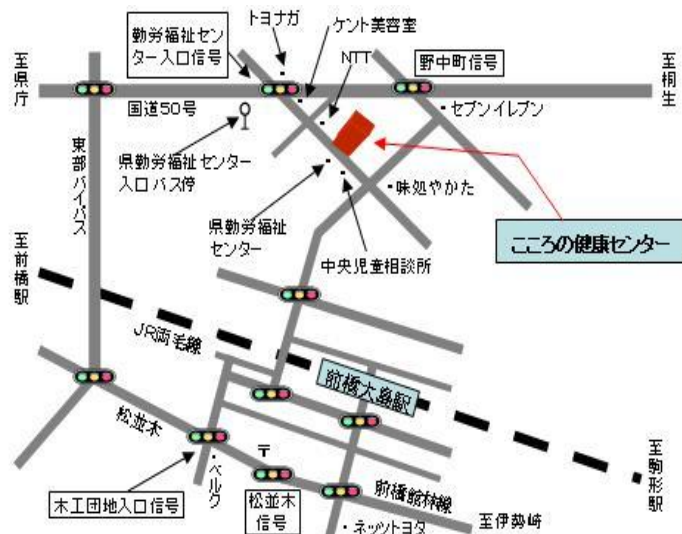 トヨナガ
勤労福祉セン
ター入口信号
ケント美容室
NTT
野中町信号
至県庁
至桐生
国道50号
セブンイレブン
東部バイパス
県勤労福祉センター
入口バス停
県勤労福祉
センター
味処やかた
中央児童相談所
こころの健康センター
至前橋駅
JR両毛線
前橋大島駅
松並木
〒
ベルク
木工団地入口信号
松並木
信号
前橋館林線
至伊勢崎
ネッツトヨタ
至駒形駅